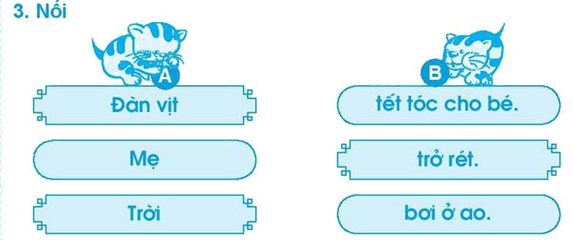 3. Nối
A
B
Đàn vịt
tết tóc cho bé.
Mẹ
trở rét.
Trời
bơi ở ao.